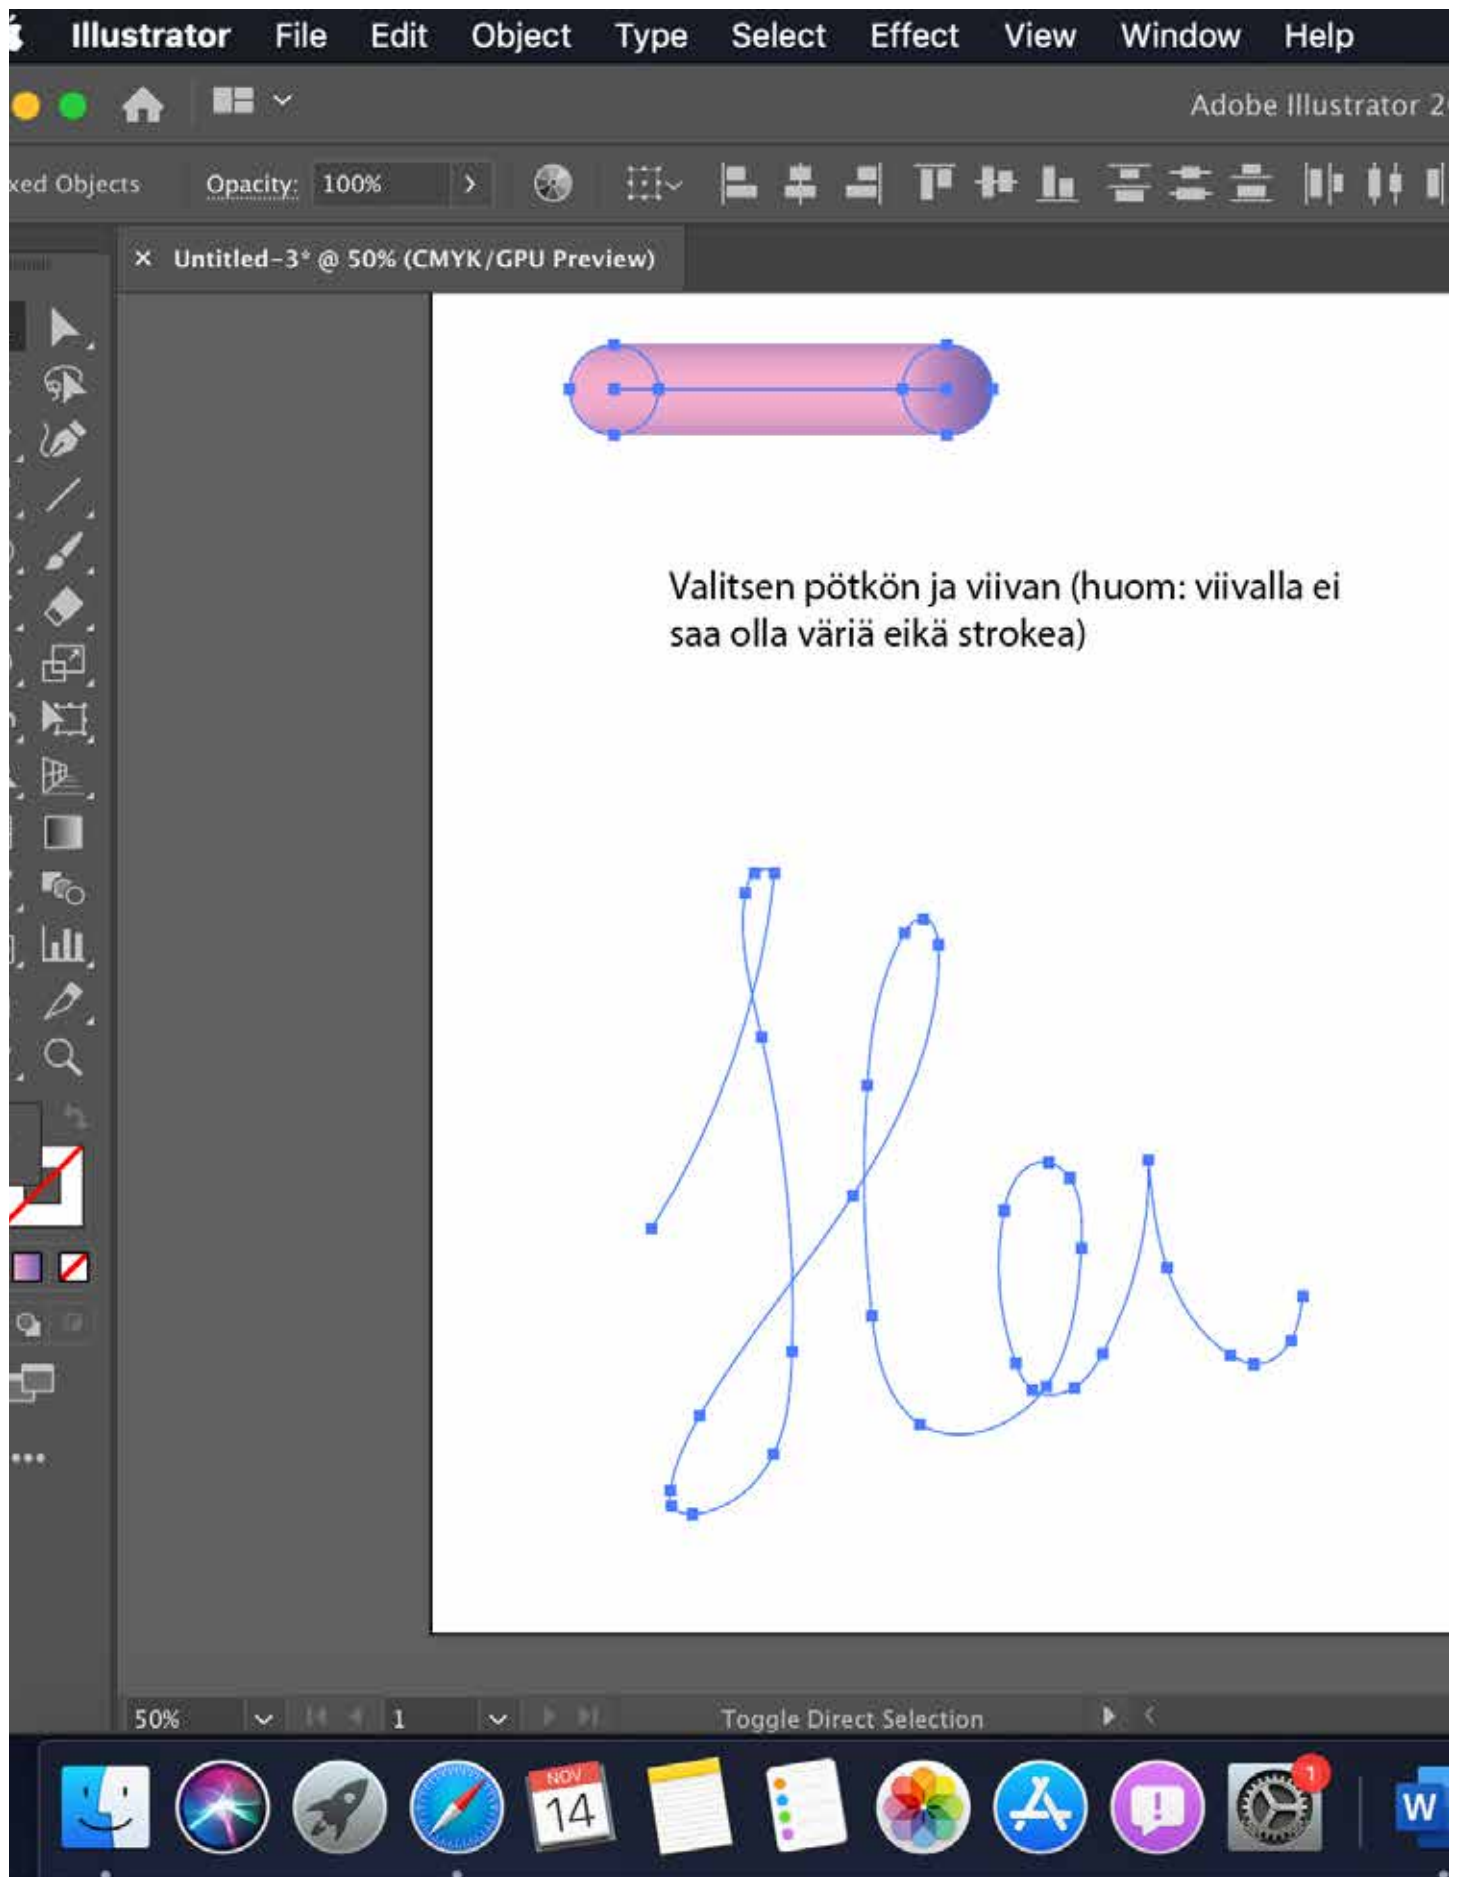 Illustrator File Edit Object Type Select Effect View Window Help
Adobe Illustrator 2
xed Objects Opacity: 100%
× Untitled-3* @ 50% (CMYK/GPU Preview)
Valitsen pötkön ja viivan (huom: viivalla ei
saa olla väriä eikä strokea)
Ha
50% 1 Toggle Direct Selection
NOV
14
1
W